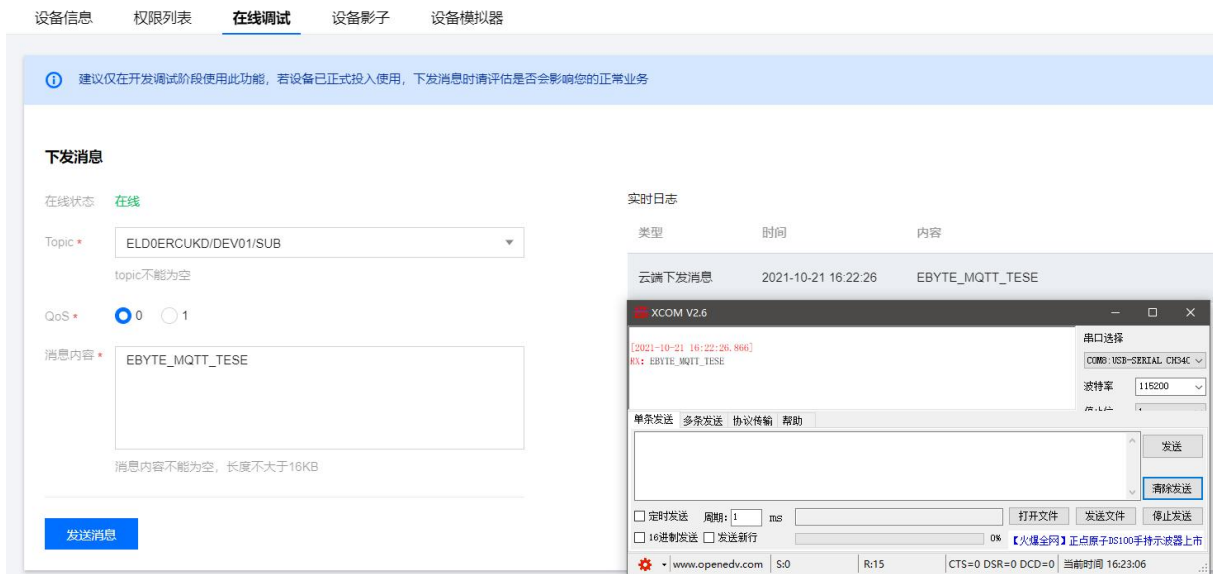 设备信息 权限列表 在线调试 设备影子 设备模拟器
建议仅在开发调试阶段使用此功能，若设备已正式投入使用，下发消息时请评估是否会影响您的正常业务
下发消息
在线状态 在线
Topic * ELD0ERCUKD/DEV01/SUB
topic不能为空
QoS * 0 1
消息内容 * EBYTE_MQTT_TESE
消息内容不能为空，长度不大于16KB
发送消息
实时日志
类型 时间 内容
云端下发消息 2021-10-21 16:22:26 EBYTE_MQTT_TESE
XCOM V2.6
[2021-10-21 16:22:26.866]
RX: EBYTE_MQTT_TESE
串口选择
COM8:USB-SERIAL CH34C
波特率 115200
单条发送 多条发送 协议传输 帮助
发送
清除发送
定时发送 周期: 1 ms 打开文件 发送文件 停止发送
16进制发送 发送新行 0% 【火爆全网】正点原子DS100手持示波器上市
www.openedv.com S:0 R:15 CTS=0 DSR=0 DCD=0 当前时间 16:23:06